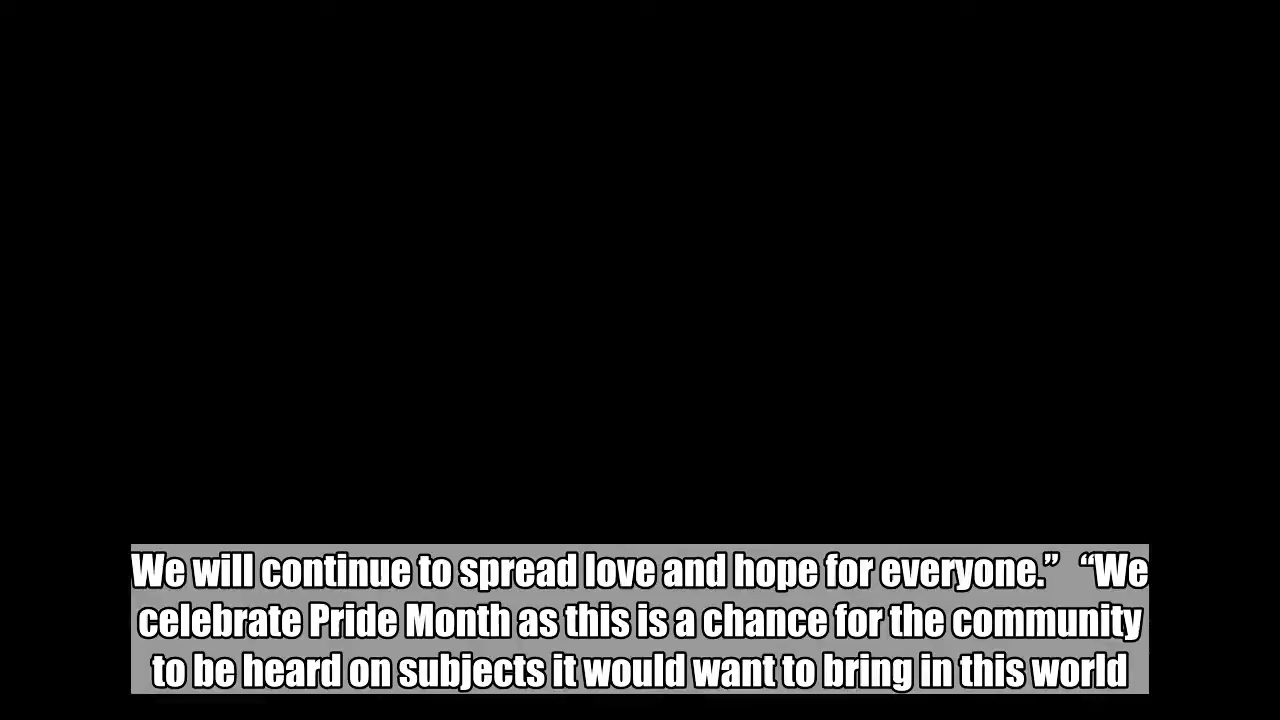 We will continue to spread love and hope for everyone.” “We
celebrate Pride Month as this is a chance for the community
to be heard on subjects it would want to bring in this world